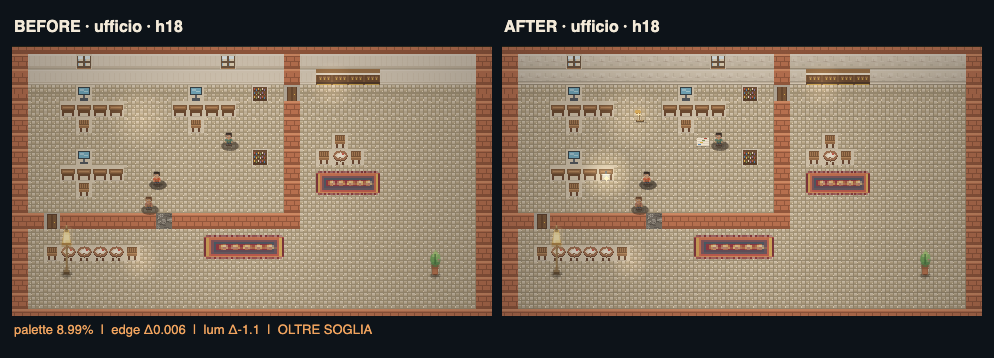 BEFORE · ufficio · h18
AFTER · ufficio · h18
palette 8.99% | edge Δ0.006 | lum Δ-1.1 | OLTRE SOGLIA